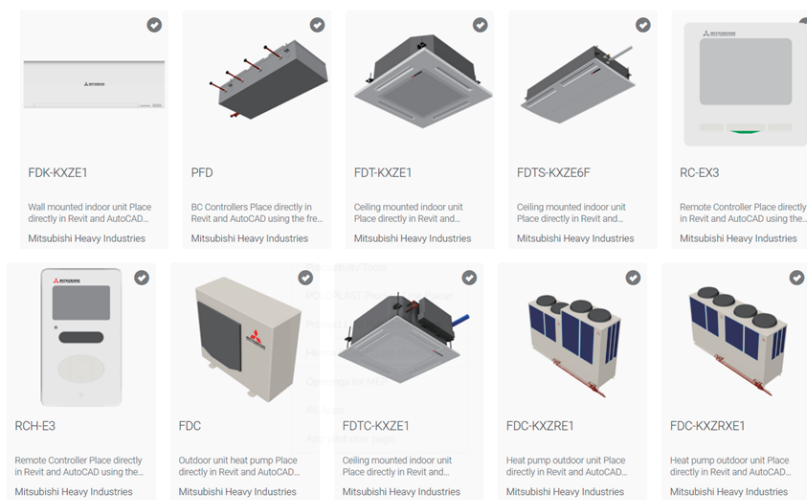 FDK-KXZE1
Wall mounted indoor unit Place
directly in Revit and AutoCAD...
Mitsubishi Heavy Industries
PFD
BC Controllers Place directly in
Revit and AutoCAD using the fre...
Mitsubishi Heavy Industries
FDT-KXZE1
Ceiling mounted indoor unit
Place directly in Revit and...
Mitsubishi Heavy Industries
FDTS-KXZE6F
Ceiling mounted indoor unit
Place directly in Revit and...
Mitsubishi Heavy Industries
RC-EX3
Remote Controller Place directly
in Revit and AutoCAD using the...
Mitsubishi Heavy Industries
RCH-E3
Remote Controller Place directly
in Revit and AutoCAD using the...
Mitsubishi Heavy Industries
FDC
Outdoor unit heat pump Place
directly in Revit and AutoCAD...
Mitsubishi Heavy Industries
FDTC-KXZE1
Ceiling mounted indoor unit
Place directly in Revit and...
Mitsubishi Heavy Industries
FDC-KXZRE1
Heat pump outdoor unit Place
directly in Revit and AutoCAD...
Mitsubishi Heavy Industries
FDC-KXZRXE1
Heat pump outdoor unit Place
directly in Revit and AutoCAD...
Mitsubishi Heavy Industries